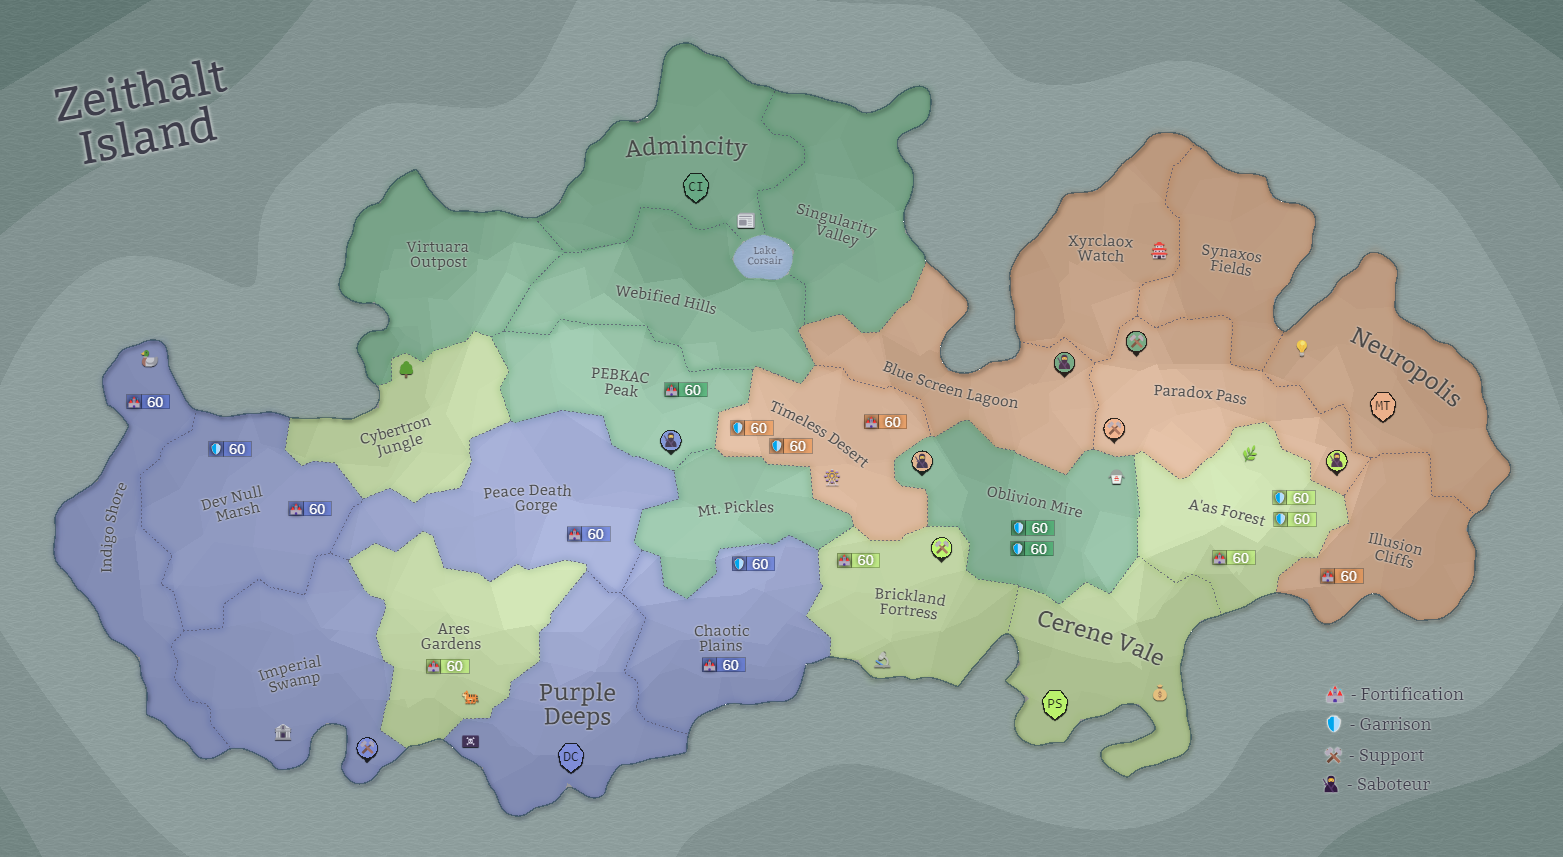 Zeithalt
Island
Admincity
CI
Singularity
Valley
Virtuara
Outpost
Lake
Corsair
Webified Hills
Xyrclaox
Watch
Synaxos
Fields
Neuropolis
MT
PEBKAC
Peak
60
Blue Screen Lagoon
Paradox Pass
Timeless Desert
60
60
60
Cybertron
Jungle
60
60
Dev Null
Marsh
60
Indigo Shore
Peace Death
Gorge
60
Mt. Pickles
Oblivion Mire
60
60
A'as Forest
60
60
60
Illusion
Cliffs
60
60
Brickland
Fortress
60
Chaotic
Plains
60
Ares
Gardens
60
Imperial
Swamp
Purple
Deeps
DC
Cerene Vale
PS
- Fortification
- Garrison
- Support
- Saboteur